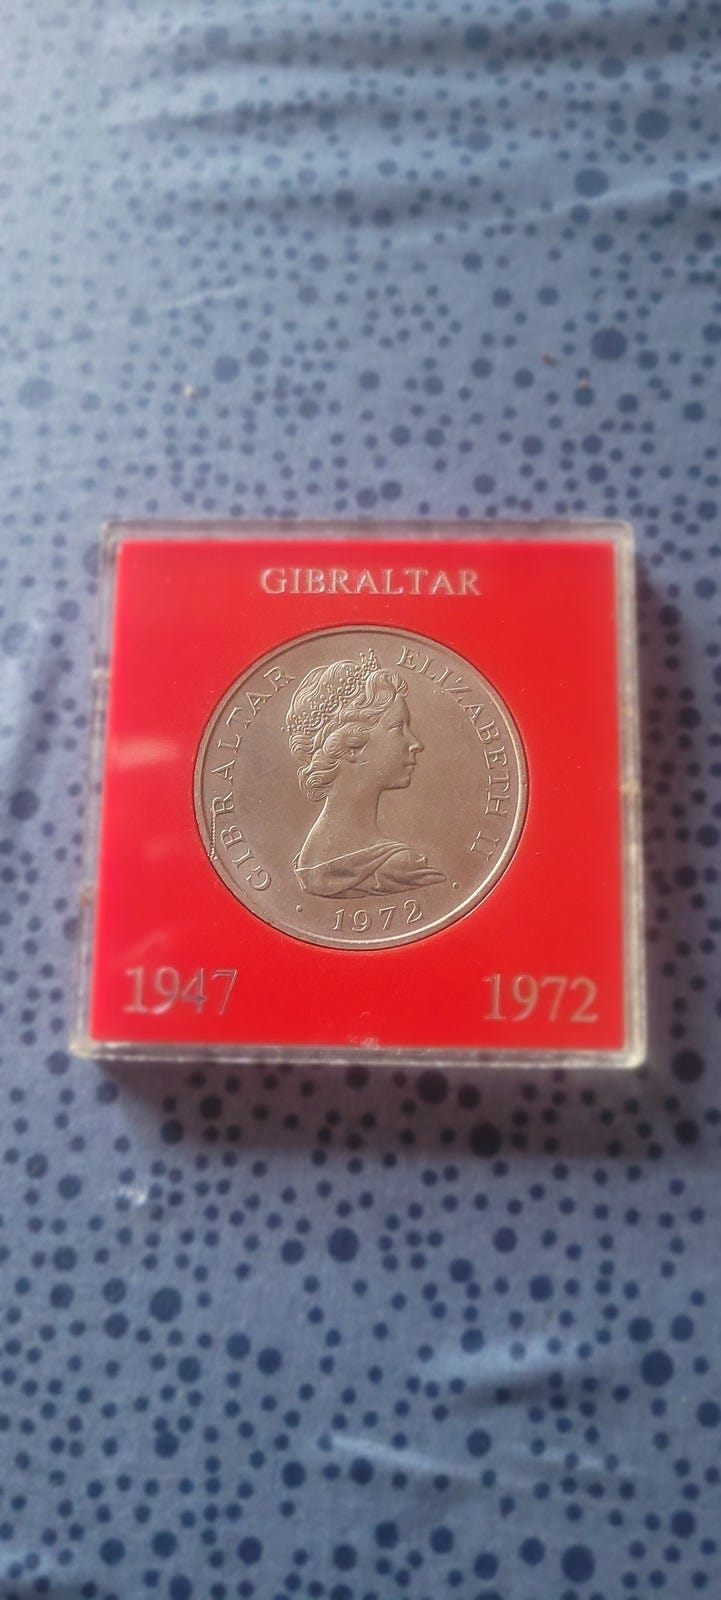 GIBRALTAR
GIBRALTAR ELIZABETH II
· 1972 ·
1947 1972